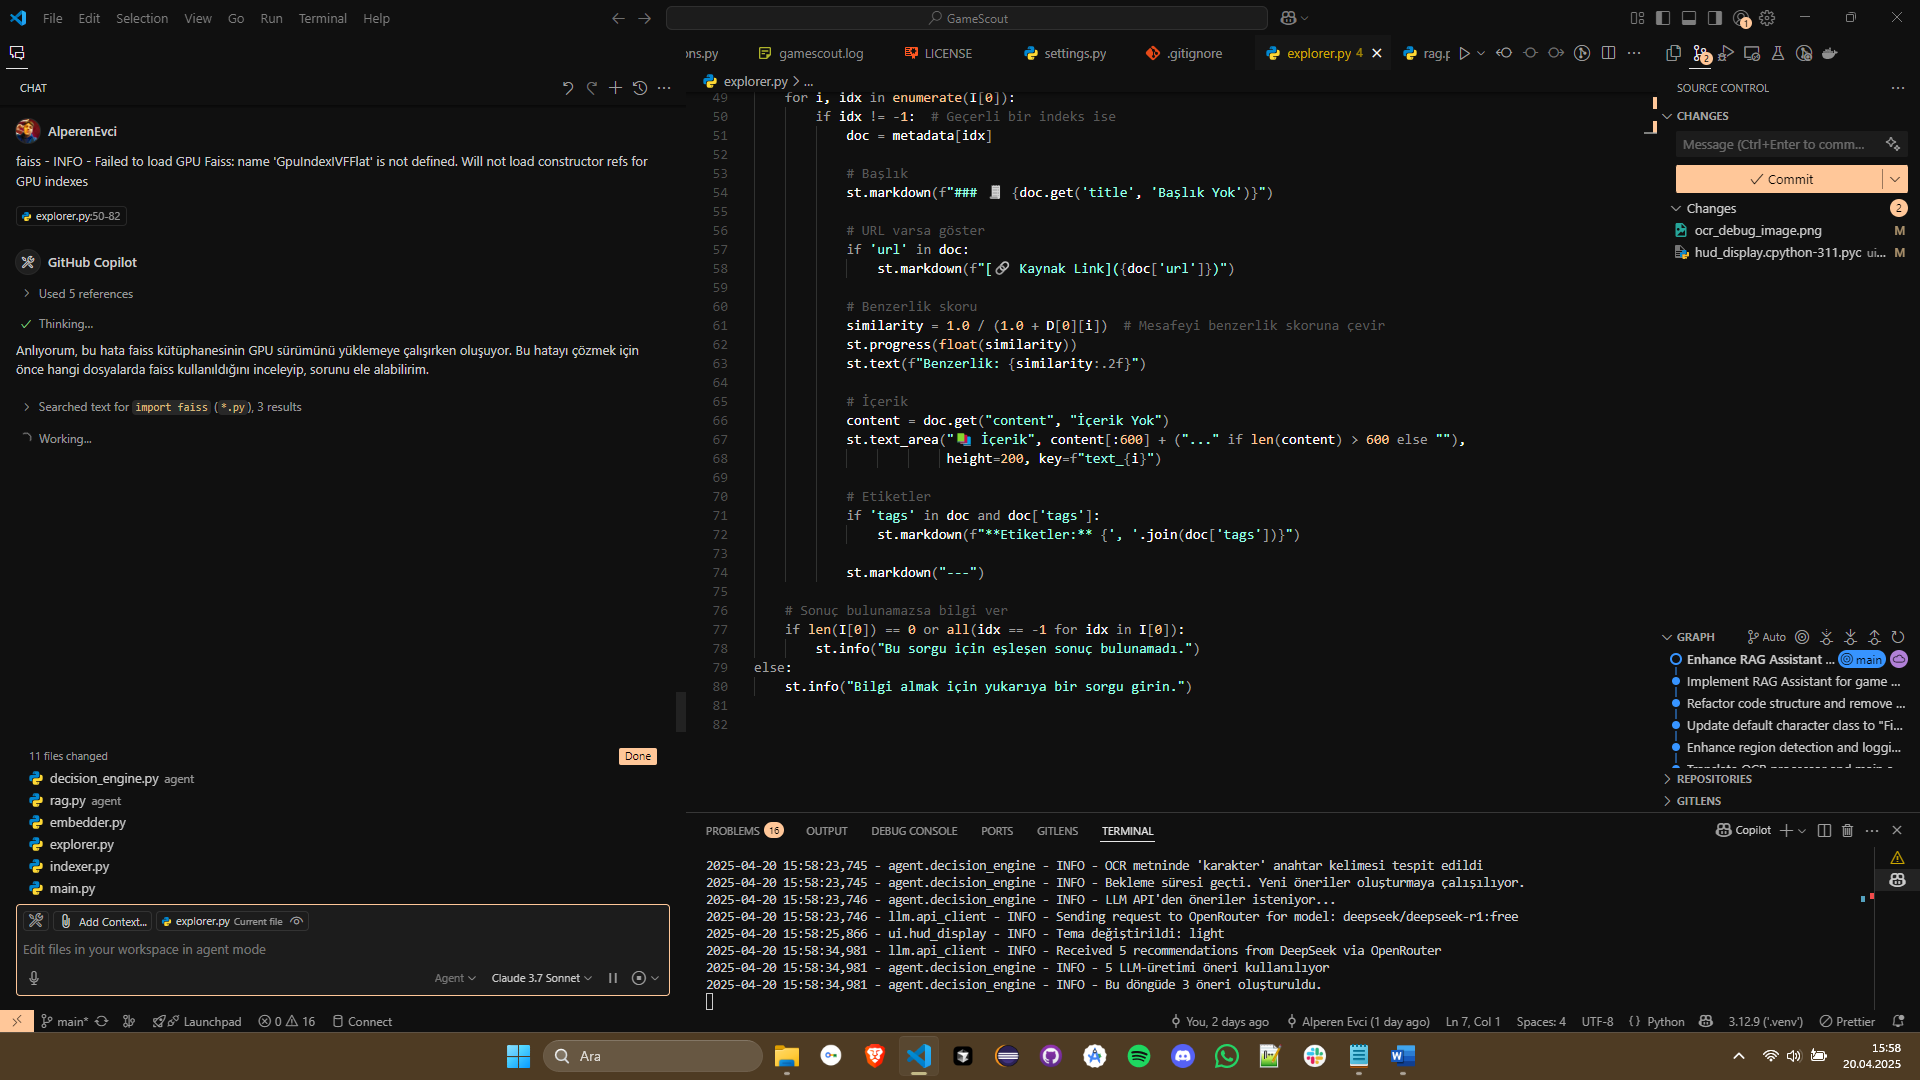 File Edit Selection View Go Run Terminal Help
GameScout
1
CHAT
AlperenEvci
faiss - INFO - Failed to load GPU Faiss: name 'GpuIndexIVFFlat' is not defined. Will not load constructor refs for
GPU indexes
explorer.py:50-82
GitHub Copilot
Used 5 references
Thinking...
Anlıyorum, bu hata faiss kütüphanesinin GPU sürümünü yüklemeye çalışırken oluşuyor. Bu hatayı çözmek için
önce hangi dosyalarda faiss kullanıldığını inceleyip, sorunu ele alabilirim.
Searched text for import faiss (*.py), 3 results
Working...
11 files changed
Done
decision_engine.py agent
rag.py agent
embedder.py
explorer.py
indexer.py
main.py
Add Context...
explorer.py Current file
Edit files in your workspace in agent mode
Agent
Claude 3.7 Sonnet
ons.py gamescout.log LICENSE settings.py .gitignore explorer.py 4 rag.p
explorer.py > ...
49 for i, idx in enumerate(I[0]):
50 if idx != -1: # Geçerli bir indeks ise
51 doc = metadata[idx]
52
53 # Başlık
54 st.markdown(f"### 🧾 {doc.get('title', 'Başlık Yok')}")
55
56 # URL varsa göster
57 if 'url' in doc:
58 st.markdown(f"[🔗 Kaynak Link]({doc['url']})")
59
60 # Benzerlik skoru
61 similarity = 1.0 / (1.0 + D[0][i]) # Mesafeyi benzerlik skoruna çevir
62 st.progress(float(similarity))
63 st.text(f"Benzerlik: {similarity:.2f}")
64
65 # İçerik
66 content = doc.get("content", "İçerik Yok")
67 st.text_area("📚 İçerik", content[:600] + ("..." if len(content) > 600 else ""),
68 height=200, key=f"text_{i}")
69
70 # Etiketler
71 if 'tags' in doc and doc['tags']:
72 st.markdown(f"**Etiketler:** {', '.join(doc['tags'])}")
73
74 st.markdown("---")
75
76 # Sonuç bulunamazsa bilgi ver
77 if len(I[0]) == 0 or all(idx == -1 for idx in I[0]):
78 st.info("Bu sorgu için eşleşen sonuç bulunamadı.")
79 else:
80 st.info("Bilgi almak için yukarıya bir sorgu girin.")
81
82
PROBLEMS 16 OUTPUT DEBUG CONSOLE PORTS GITLENS TERMINAL
Copilot
2025-04-20 15:58:23,745 - agent.decision_engine - INFO - OCR metninde 'karakter' anahtar kelimesi tespit edildi
2025-04-20 15:58:23,745 - agent.decision_engine - INFO - Bekleme süresi geçti. Yeni öneriler oluşturmaya çalışılıyor.
2025-04-20 15:58:23,746 - agent.decision_engine - INFO - LLM API'den öneriler isteniyor...
2025-04-20 15:58:23,746 - llm.api_client - INFO - Sending request to OpenRouter for model: deepseek/deepseek-r1:free
2025-04-20 15:58:25,866 - ui.hud_display - INFO - Tema değiştirildi: light
2025-04-20 15:58:34,981 - llm.api_client - INFO - Received 5 recommendations from DeepSeek via OpenRouter
2025-04-20 15:58:34,981 - agent.decision_engine - INFO - 5 LLM-üretimi öneri kullanılıyor
2025-04-20 15:58:34,981 - agent.decision_engine - INFO - Bu döngüde 3 öneri oluşturuldu.
2
SOURCE CONTROL
CHANGES
Message (Ctrl+Enter to comm...
Commit
Changes 2
ocr_debug_image.png M
hud_display.cpython-311.pyc ui... M
GRAPH Auto
Enhance RAG Assistant ... main
Implement RAG Assistant for game ...
Refactor code structure and remove ...
Update default character class to "Fi...
Enhance region detection and loggi...
REPOSITORIES
GITLENS
main* Launchpad 0 16 Connect
You, 2 days ago Alperen Evci (1 day ago) Ln 7, Col 1 Spaces: 4 UTF-8 {} Python 3.12.9 ('.venv') Prettier
Ara
15:58
20.04.2025